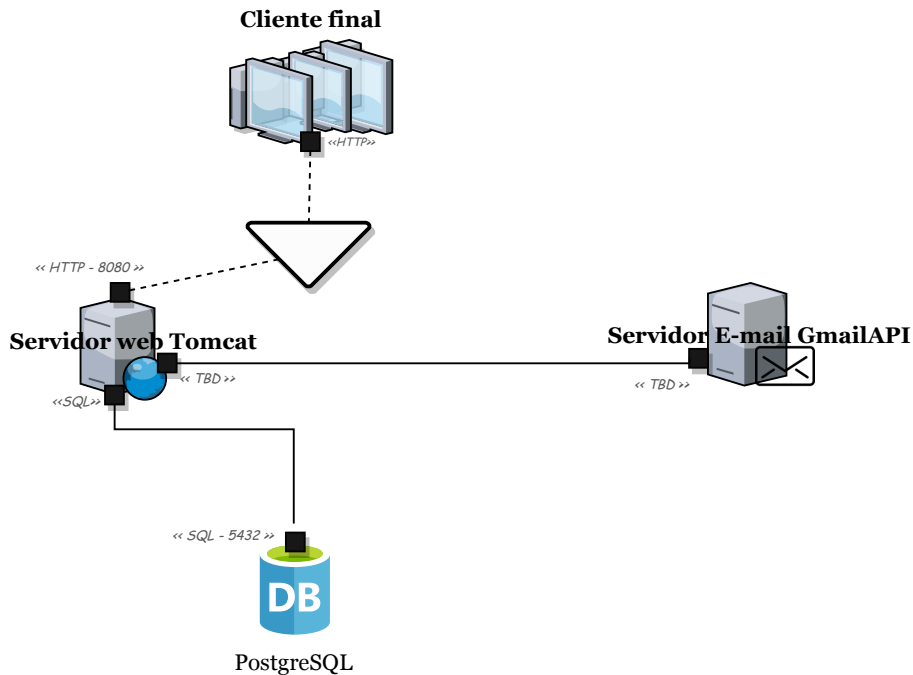 Cliente final
<<HTTP>>
<< HTTP - 8080 >>
Servidor web Tomcat
Servidor E-mail GmailAPI
<< TBD >>
<< TBD >>
<<SQL>>
<< SQL - 5432 >>
DB
PostgreSQL